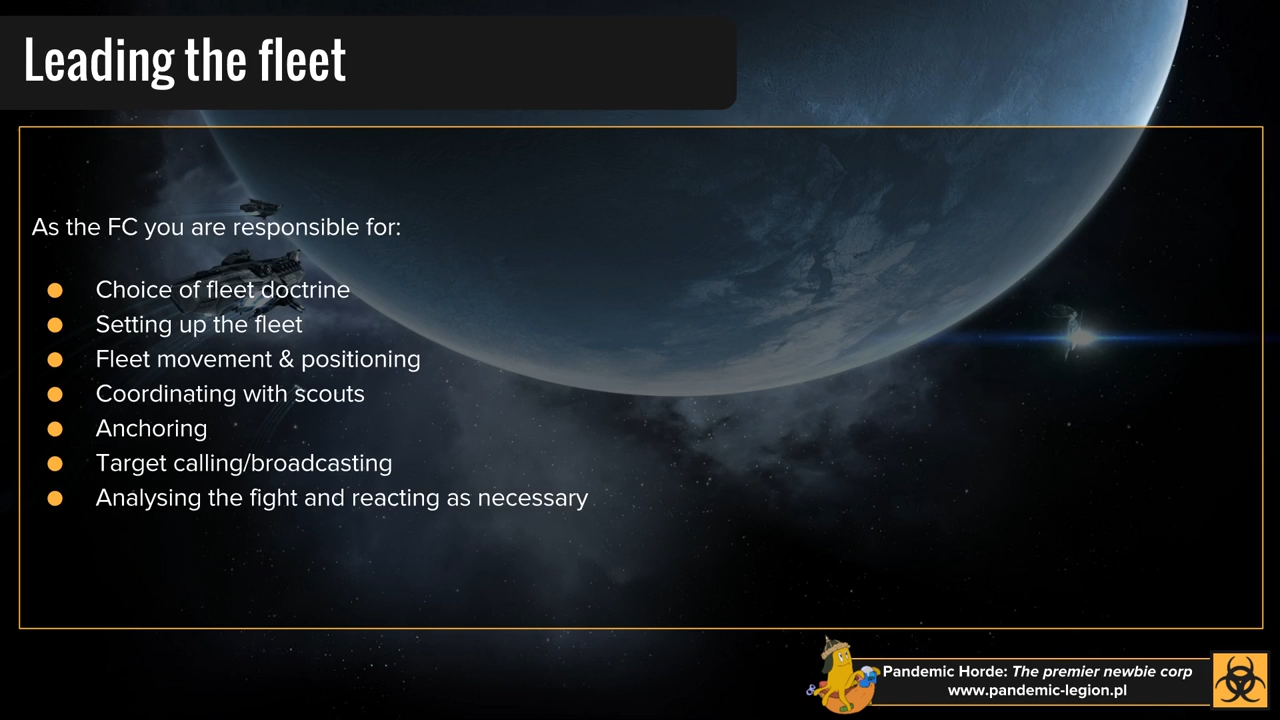 Leading the fleet
As the FC you are responsible for:
Choice of fleet doctrine
Setting up the fleet
Fleet movement & positioning
Coordinating with scouts
Anchoring
Target calling/broadcasting
Analysing the fight and reacting as necessary
Pandemic Horde: The premier newbie corp
www.pandemic-legion.pl